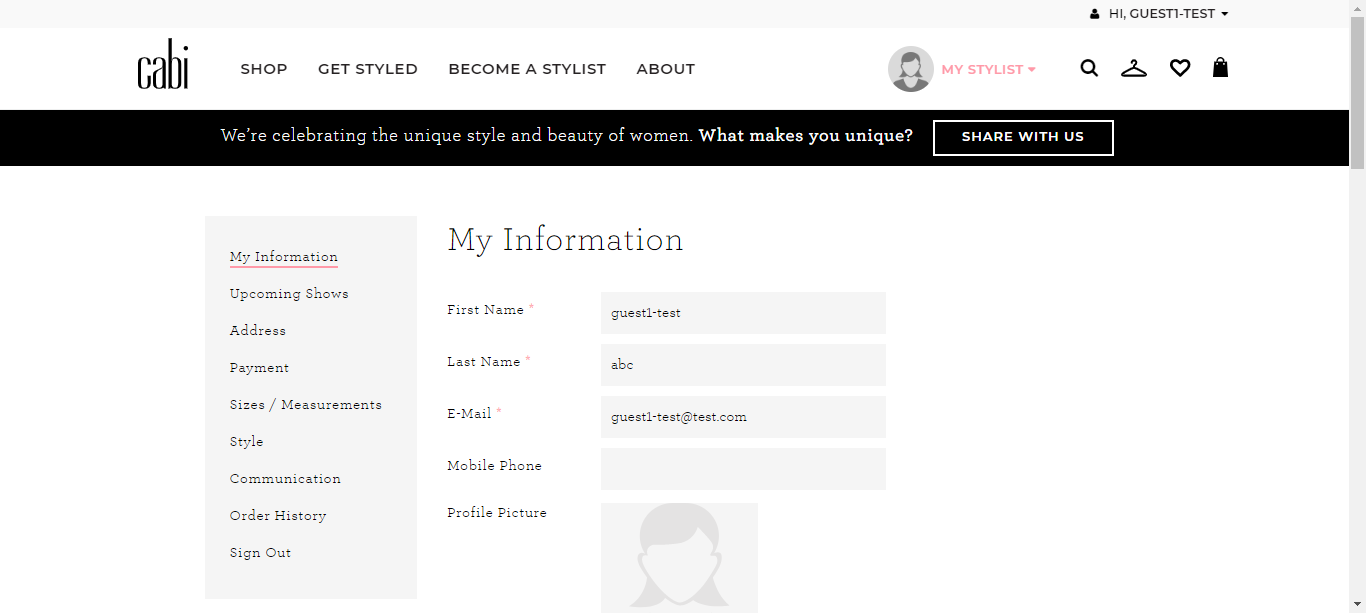 HI, GUEST1-TEST
cabi
SHOP GET STYLED BECOME A STYLIST ABOUT MY STYLIST
We're celebrating the unique style and beauty of women. What makes you unique? SHARE WITH US
My Information
Upcoming Shows
Address
Payment
Sizes / Measurements
Style
Communication
Order History
Sign Out
My Information
First Name * guest1-test
Last Name * abc
E-Mail * guest1-test@test.com
Mobile Phone
Profile Picture